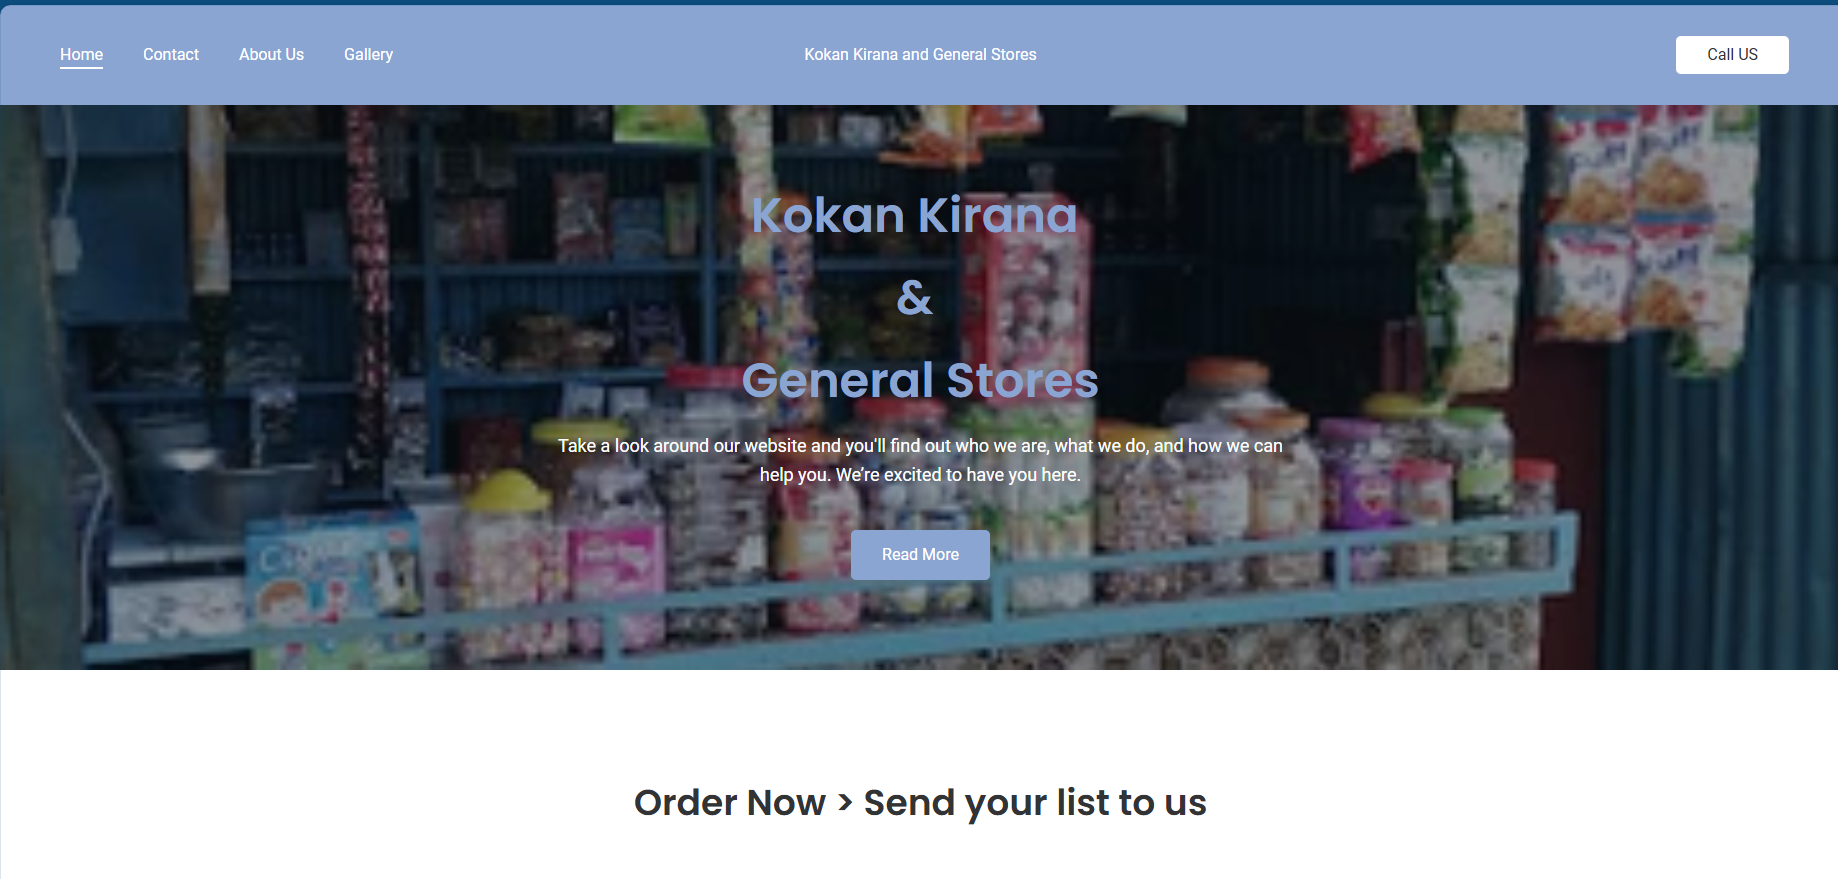 Home Contact About Us Gallery Kokan Kirana and General Stores Call US
Kokan Kirana
&
General Stores
Take a look around our website and you'll find out who we are, what we do, and how we can
help you. We’re excited to have you here.
Read More
Order Now > Send your list to us